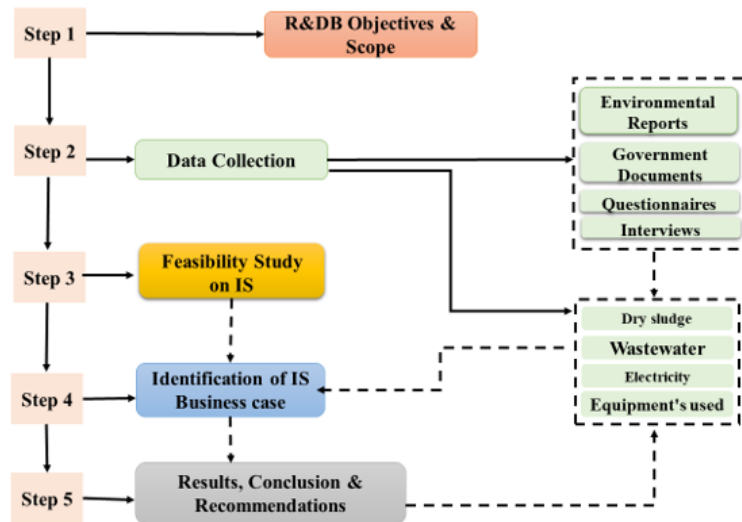 Step 1
R&DB Objectives &
Scope
Step 2
Data Collection
Environmental
Reports
Government
Documents
Questionnaires
Interviews
Step 3
Feasibility Study
on IS
Dry sludge
Wastewater
Electricity
Equipment's used
Step 4
Identification of IS
Business case
Step 5
Results, Conclusion &
Recommendations